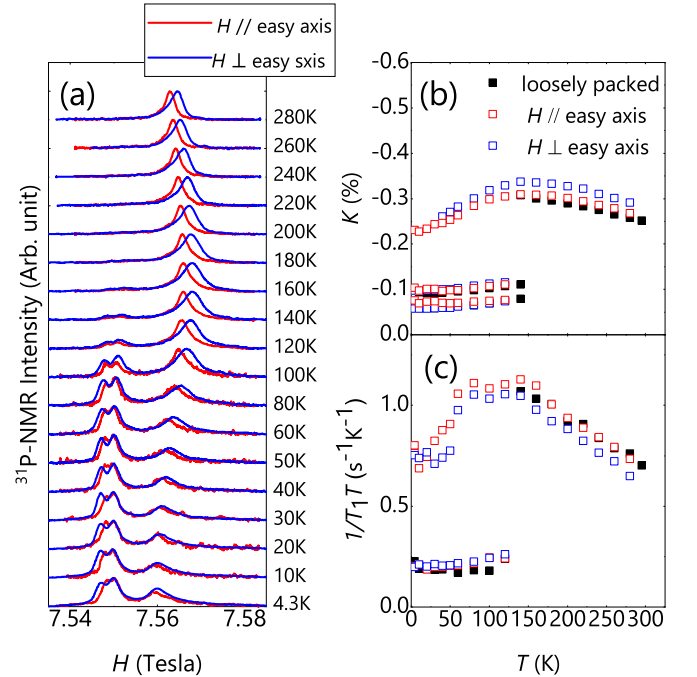 H // easy axis
H ⊥ easy sxis
(a)
280K
260K
240K
220K
200K
180K
160K
140K
120K
100K
80K
60K
50K
40K
30K
20K
10K
4.3K
³¹P-NMR Intensity (Arb. unit)
7.54 7.56 7.58
H (Tesla)
(b)
loosely packed
H // easy axis
H ⊥ easy axis
-0.6
-0.5
-0.4
-0.3
-0.2
-0.1
0.0
K (%)
(c)
1.0
0.5
0.0
1/T₁T (s⁻¹K⁻¹)
0 50 100 150 200 250 300
T (K)